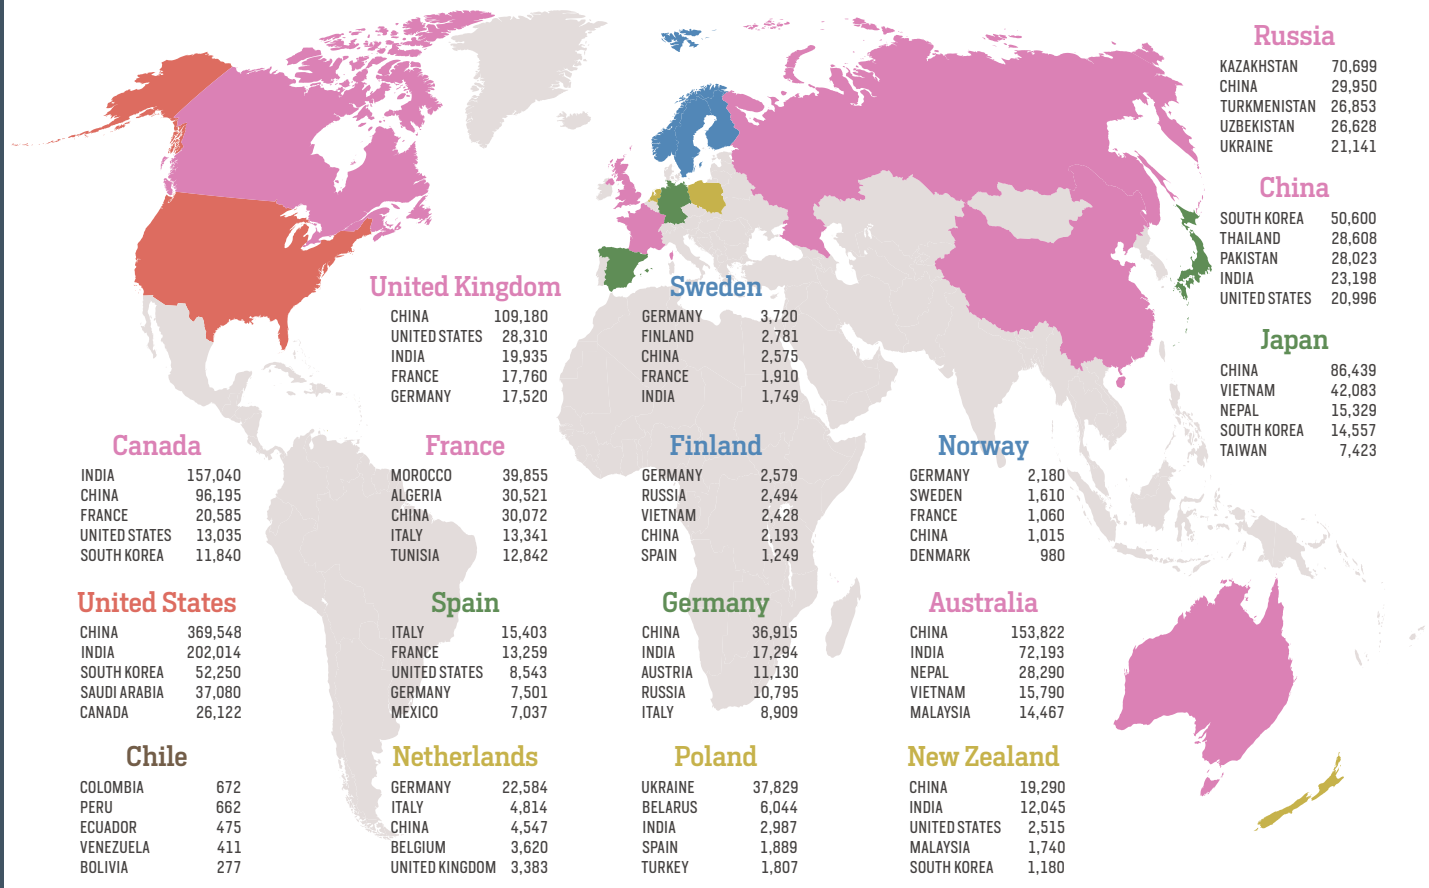 Russia
KAZAKHSTAN 70,699
CHINA 29,950
TURKMENISTAN 26,853
UZBEKISTAN 26,628
UKRAINE 21,141
China
SOUTH KOREA 50,600
THAILAND 28,608
PAKISTAN 28,023
INDIA 23,198
UNITED STATES 20,996
Japan
CHINA 86,439
VIETNAM 42,083
NEPAL 15,329
SOUTH KOREA 14,557
TAIWAN 7,423
United Kingdom
CHINA 109,180
UNITED STATES 28,310
INDIA 19,935
FRANCE 17,760
GERMANY 17,520
Sweden
GERMANY 3,720
FINLAND 2,781
CHINA 2,575
FRANCE 1,910
INDIA 1,749
Canada
INDIA 157,040
CHINA 96,195
FRANCE 20,585
UNITED STATES 13,035
SOUTH KOREA 11,840
France
MOROCCO 39,855
ALGERIA 30,521
CHINA 30,072
ITALY 13,341
TUNISIA 12,842
Finland
GERMANY 2,579
RUSSIA 2,494
VIETNAM 2,428
CHINA 2,193
SPAIN 1,249
Norway
GERMANY 2,180
SWEDEN 1,610
FRANCE 1,060
CHINA 1,015
DENMARK 980
United States
CHINA 369,548
INDIA 202,014
SOUTH KOREA 52,250
SAUDI ARABIA 37,080
CANADA 26,122
Spain
ITALY 15,403
FRANCE 13,259
UNITED STATES 8,543
GERMANY 7,501
MEXICO 7,037
Germany
CHINA 36,915
INDIA 17,294
AUSTRIA 11,130
RUSSIA 10,795
ITALY 8,909
Australia
CHINA 153,822
INDIA 72,193
NEPAL 28,290
VIETNAM 15,790
MALAYSIA 14,467
Chile
COLOMBIA 672
PERU 662
ECUADOR 475
VENEZUELA 411
BOLIVIA 277
Netherlands
GERMANY 22,584
ITALY 4,814
CHINA 4,547
BELGIUM 3,620
UNITED KINGDOM 3,383
Poland
UKRAINE 37,829
BELARUS 6,044
INDIA 2,987
SPAIN 1,889
TURKEY 1,807
New Zealand
CHINA 19,290
INDIA 12,045
UNITED STATES 2,515
MALAYSIA 1,740
SOUTH KOREA 1,180